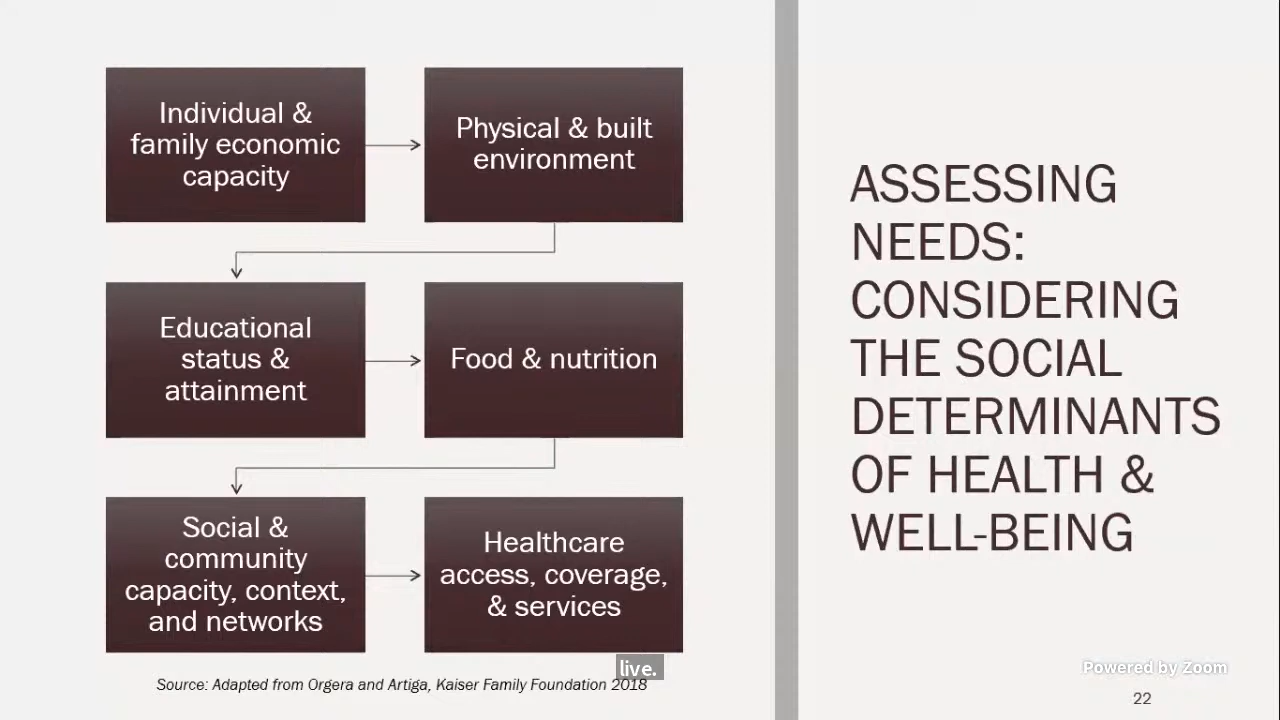 Individual &
family economic
capacity
Physical & built
environment
Educational
status &
attainment
Food & nutrition
Social &
community
capacity, context,
and networks
Healthcare
access, coverage,
& services
live.
Source: Adapted from Orgera and Artiga, Kaiser Family Foundation 2018
ASSESSING
NEEDS:
CONSIDERING
THE SOCIAL
DETERMINANTS
OF HEALTH &
WELL-BEING
Powered by Zoom
22